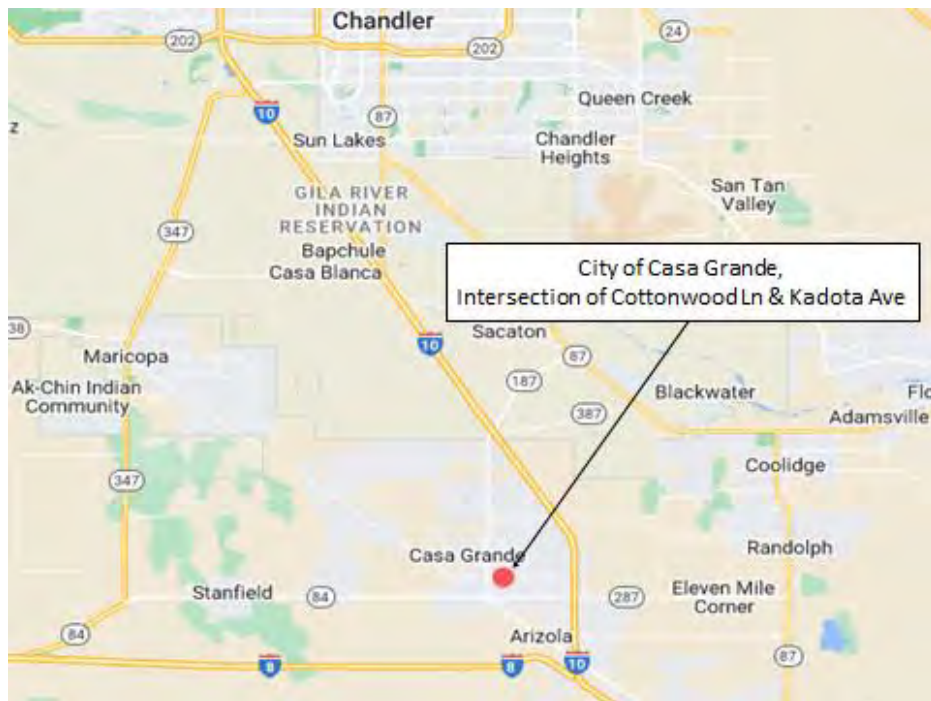 Chandler
202
202
24
10
87
Queen Creek
z
Sun Lakes
Chandler
Heights
GILA RIVER
INDIAN
RESERVATION
San Tan
Valley
347
Bapchule
Casa Blanca
City of Casa Grande,
Intersection of Cottonwood Ln & Kadota Ave
38
10
Sacaton
Maricopa
87
187
Ak-Chin Indian
Community
Blackwater
Flo
387
Adamsville
Coolidge
347
Casa Grande
Randolph
Stanfield
84
287
Eleven Mile
Corner
84
Arizola
8
8
10
87